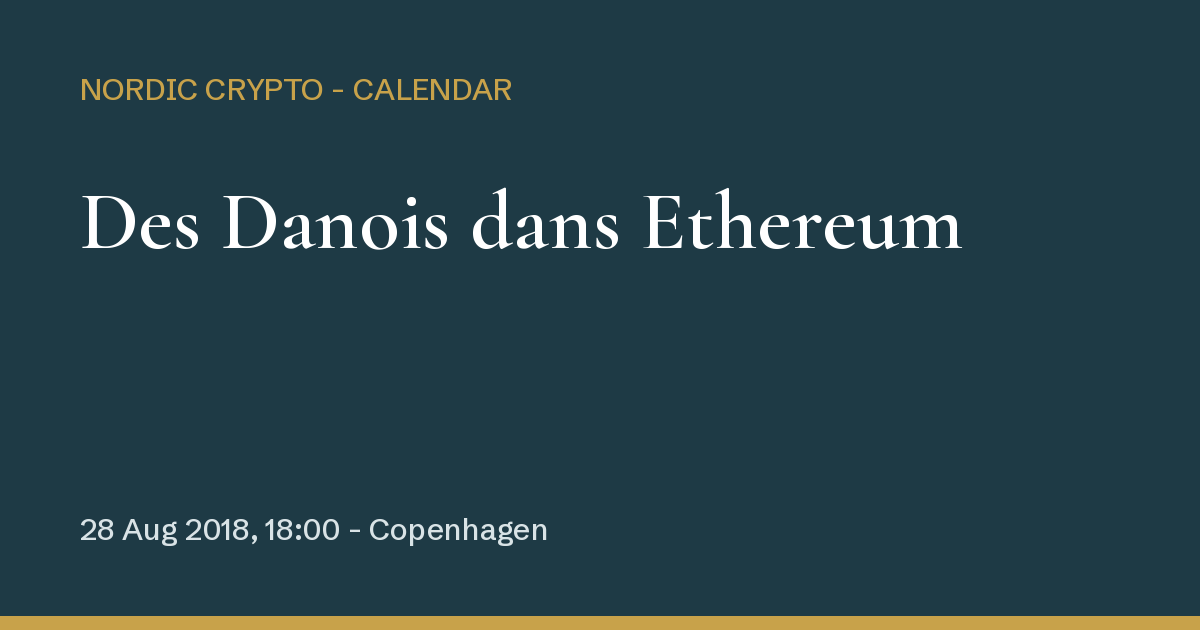 NORDIC CRYPTO - CALENDAR
Des Danois dans Ethereum
28 Aug 2018, 18:00 - Copenhagen